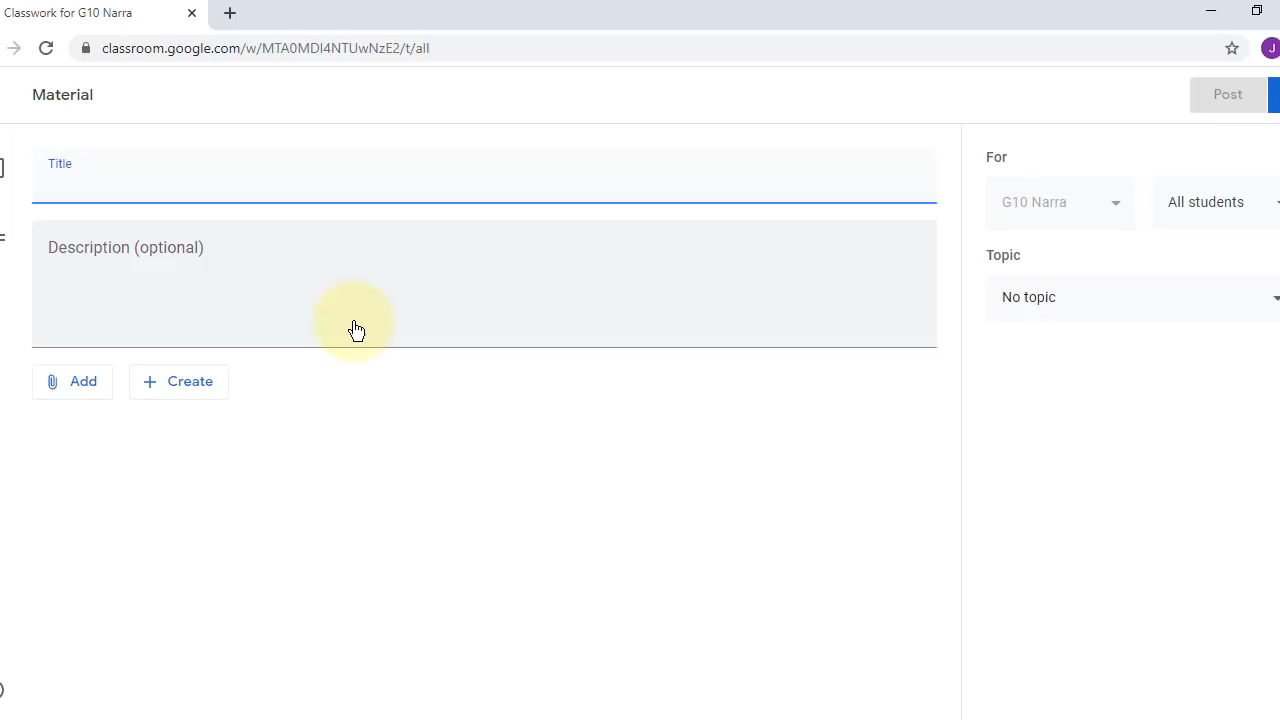 Classwork for G10 Narra
classroom.google.com/w/MTA0MDI4NTUwNzE2/t/all
J
Material
Post
Title
For
G10 Narra
All students
Description (optional)
Topic
No topic
Add
Create